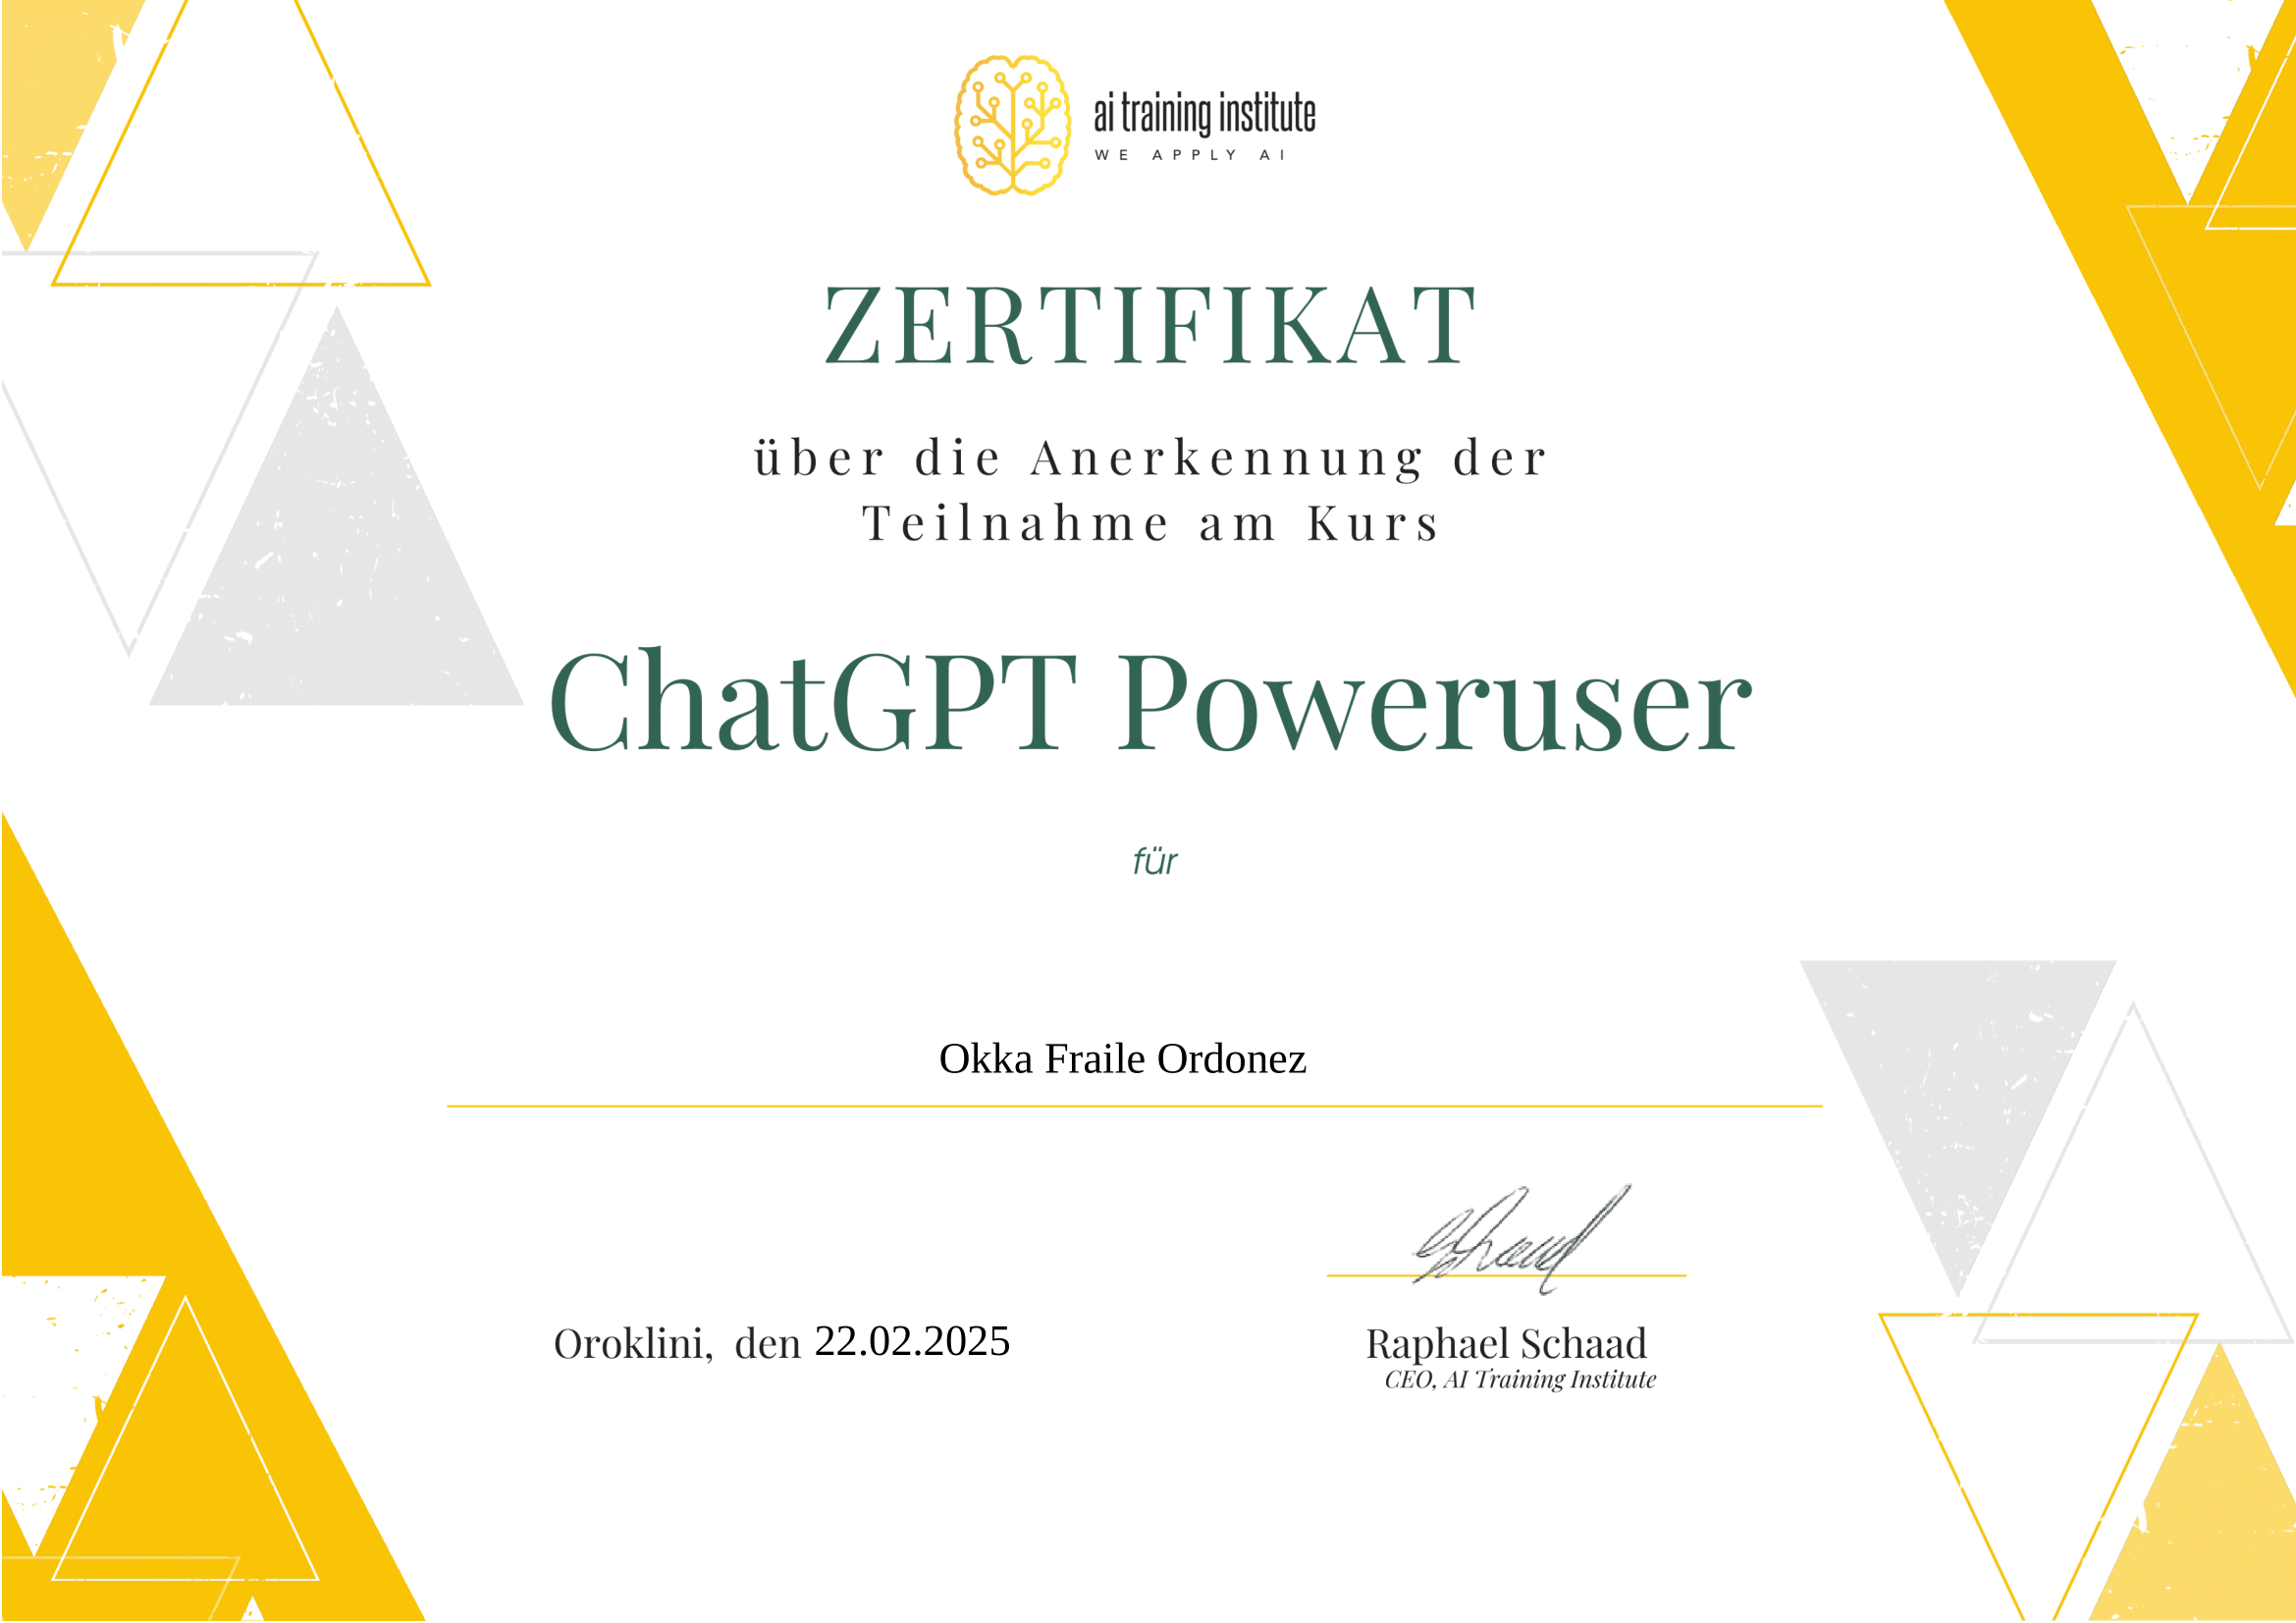 ai training institute
WE APPLY AI
ZERTIFIKAT
über die Anerkennung der
Teilnahme am Kurs
ChatGPT Poweruser
für
Okka Fraile Ordonez
Oroklini, den 22.02.2025
Raphael Schaad
CEO, AI Training Institute